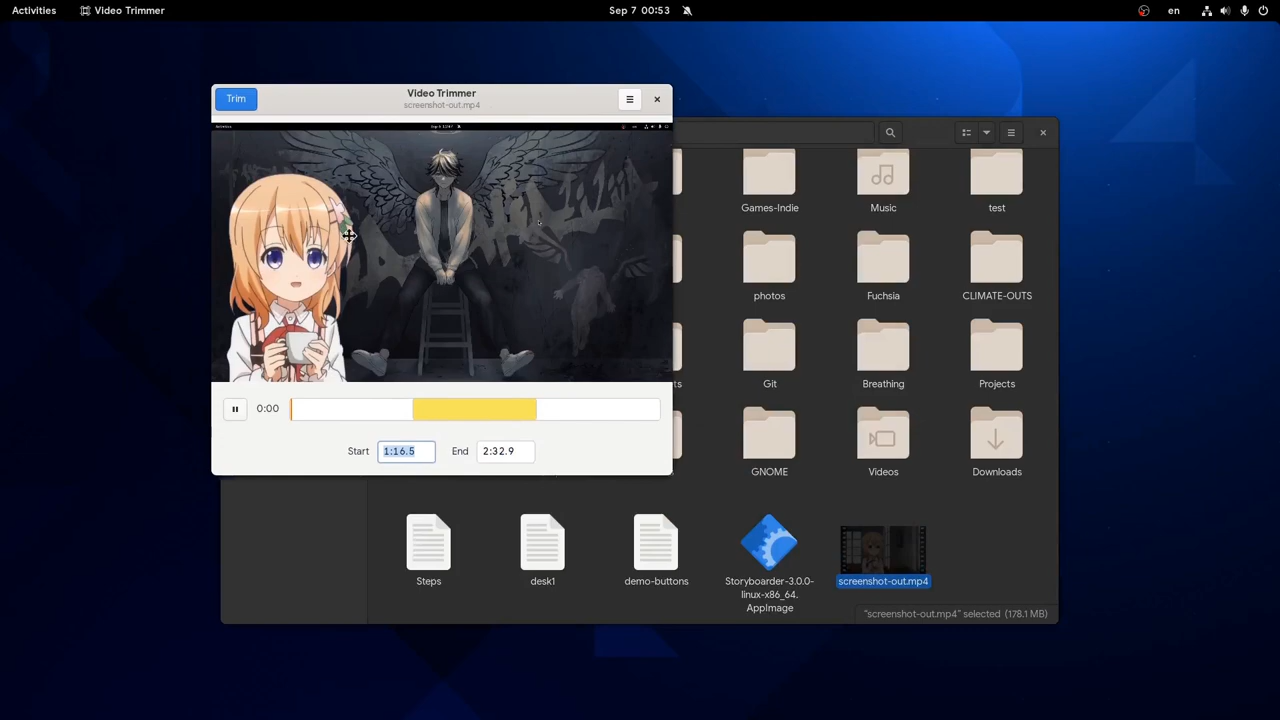 Activities
Video Trimmer
Sep 7 00:53
en
Trim
Video Trimmer
screenshot-out.mp4
Activities
0:00
Start
1:16.5
End
2:32.9
Games-Indie
Music
test
photos
Fuchsia
CLIMATE-OUTS
ts
Git
Breathing
Projects
GNOME
Videos
Downloads
Steps
desk1
demo-buttons
Storyboarder-3.0.0-
linux-x86_64.
AppImage
screenshot-out.mp4
"screenshot-out.mp4" selected (178.1 MB)